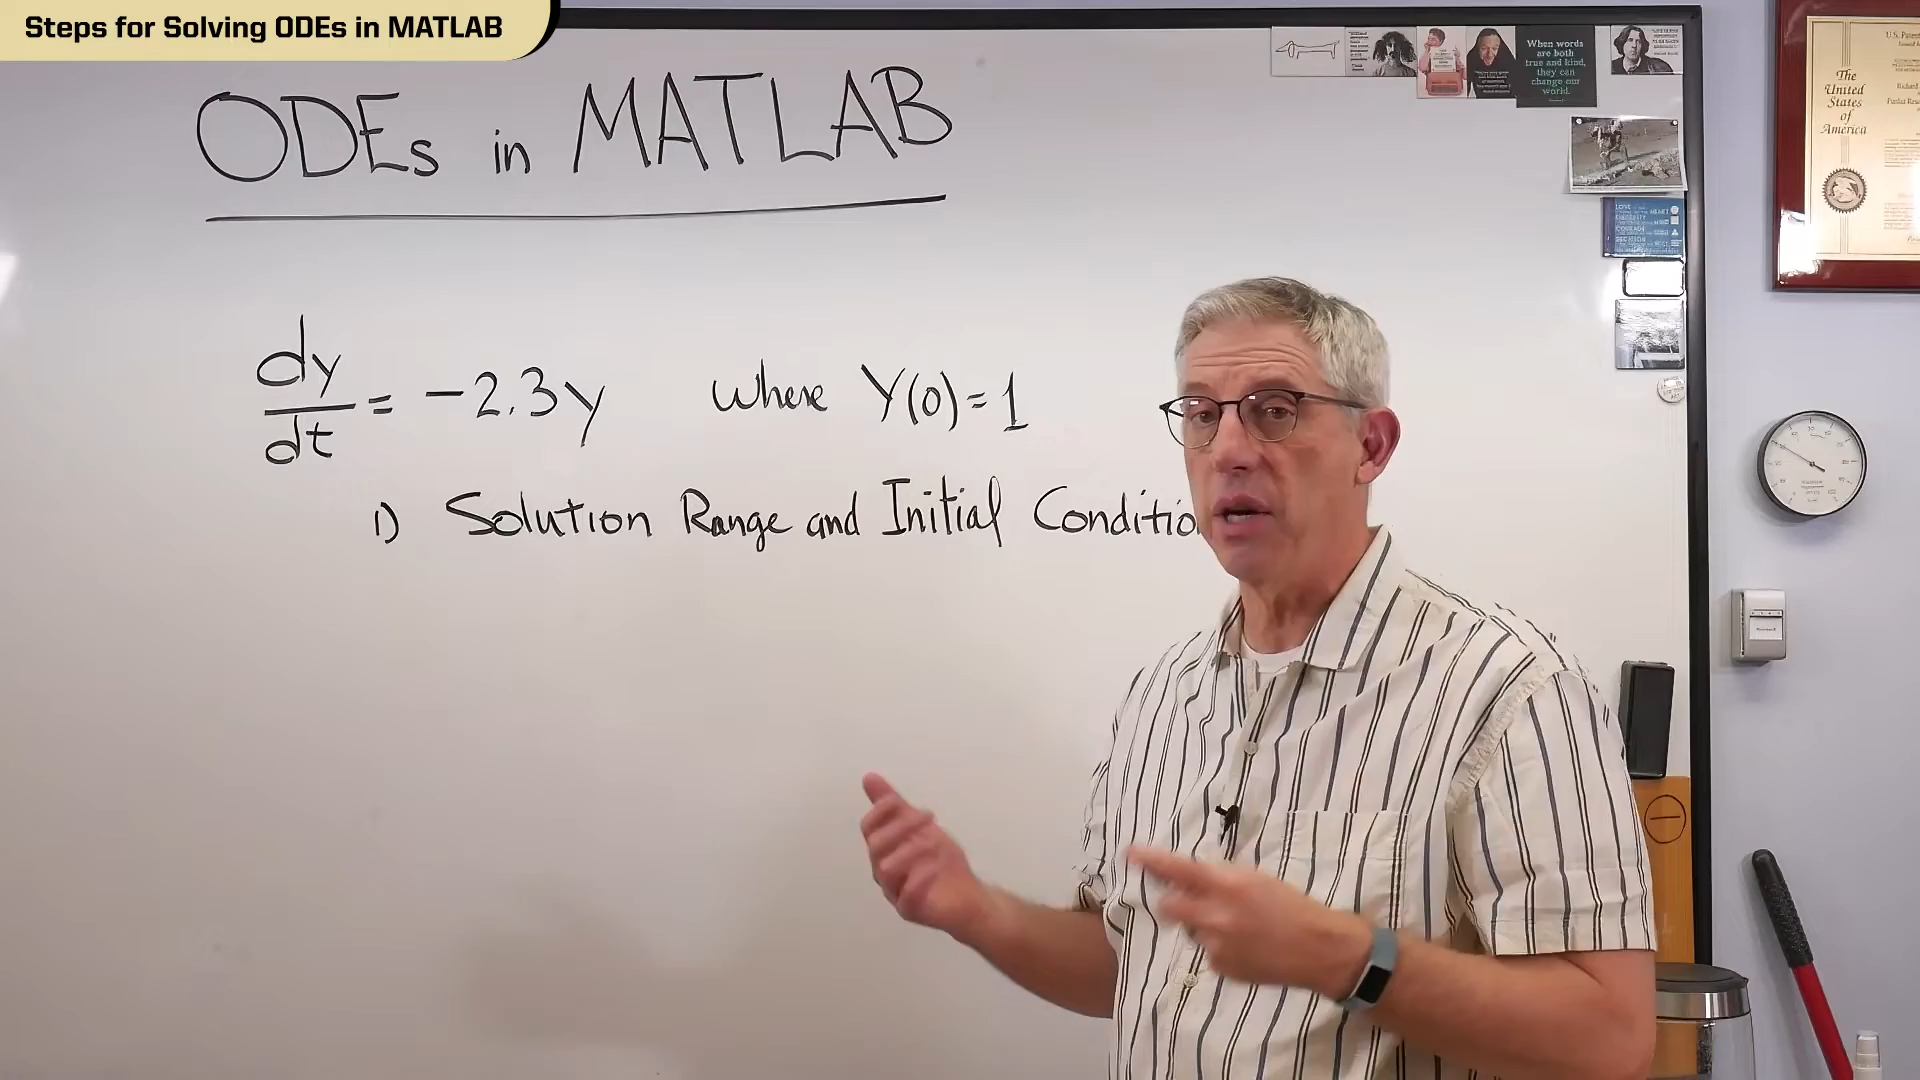 Steps for Solving ODEs in MATLAB
ODEs in MATLAB
dy/dt = -2.3y where Y(0)=1
1) Solution Range and Initial Conditio
When words
are both
true and kind,
they can
change our
world.
The
United
States
of
America